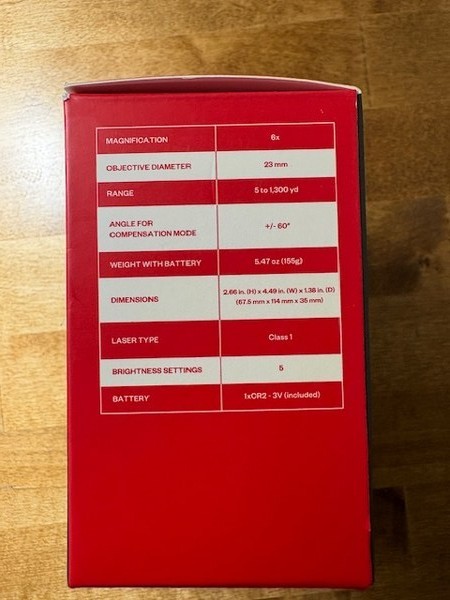 MAGNIFICATION 6x
OBJECTIVE DIAMETER 23 mm
RANGE 5 to 1,300 yd
ANGLE FOR
COMPENSATION MODE +/- 60°
WEIGHT WITH BATTERY 5.47 oz (155g)
DIMENSIONS 2.66 in. (H) x 4.49 in. (W) x 1.38 in. (D)
(67.5 mm x 114 mm x 35 mm)
LASER TYPE Class 1
BRIGHTNESS SETTINGS 5
BATTERY 1xCR2 - 3V (included)